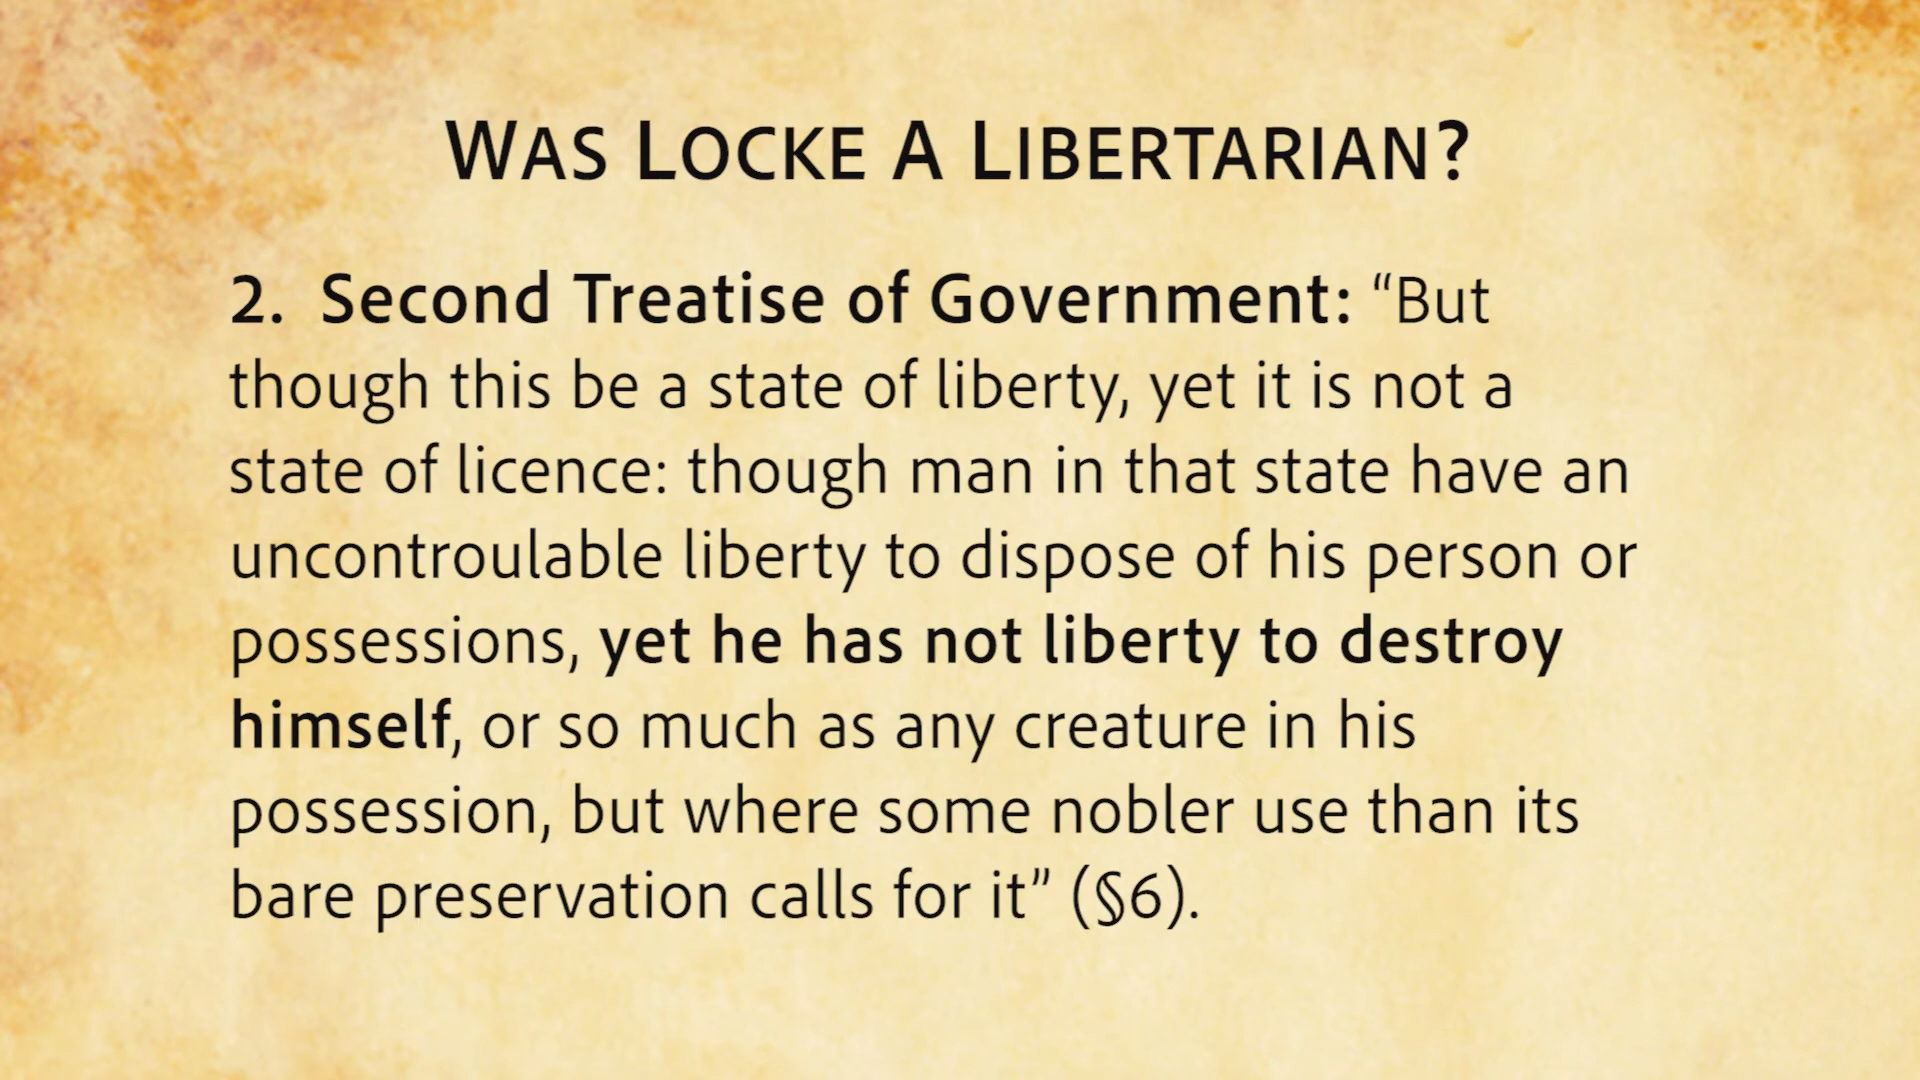 WAS LOCKE A LIBERTARIAN?
2. Second Treatise of Government: “But
though this be a state of liberty, yet it is not a
state of licence: though man in that state have an
uncontroulable liberty to dispose of his person or
possessions, yet he has not liberty to destroy
himself, or so much as any creature in his
possession, but where some nobler use than its
bare preservation calls for it” (§6).